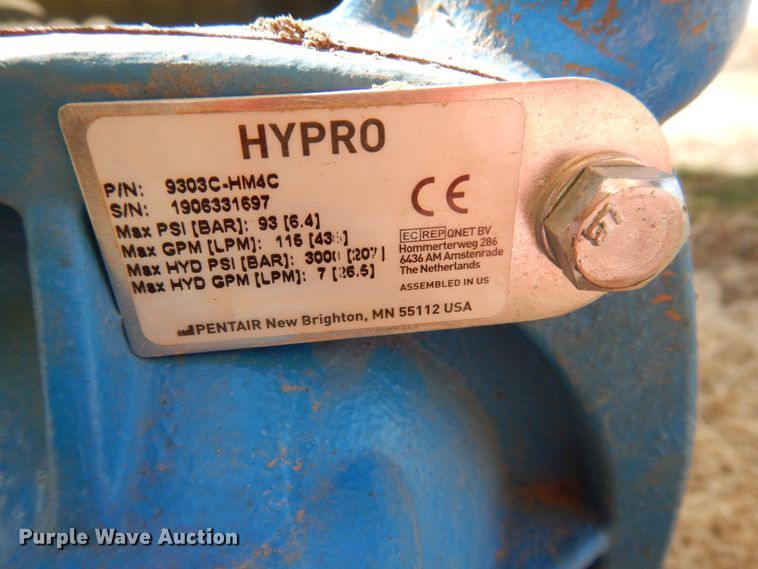 HYPRO
P/N: 9303C-HM4C
S/N: 1906331697
Max PSI [BAR]: 93 [6.4]
Max GPM [LPM]: 115
Max HYD PSI [BAR]: 3000 [207]
Max HYD GPM [LPM]: 7 [26.5]
CE
EC REP QNET BV
Hommerterweg 286
6436 AM Amstenrade
The Netherlands
ASSEMBLED IN US
PENTAIR New Brighton, MN 55112 USA
Purple Wave Auction